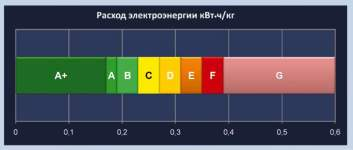 Расход электроэнергии кВт•ч/кг
A+ A B C D E F G
0 0,1 0,2 0,3 0,4 0,5 0,6